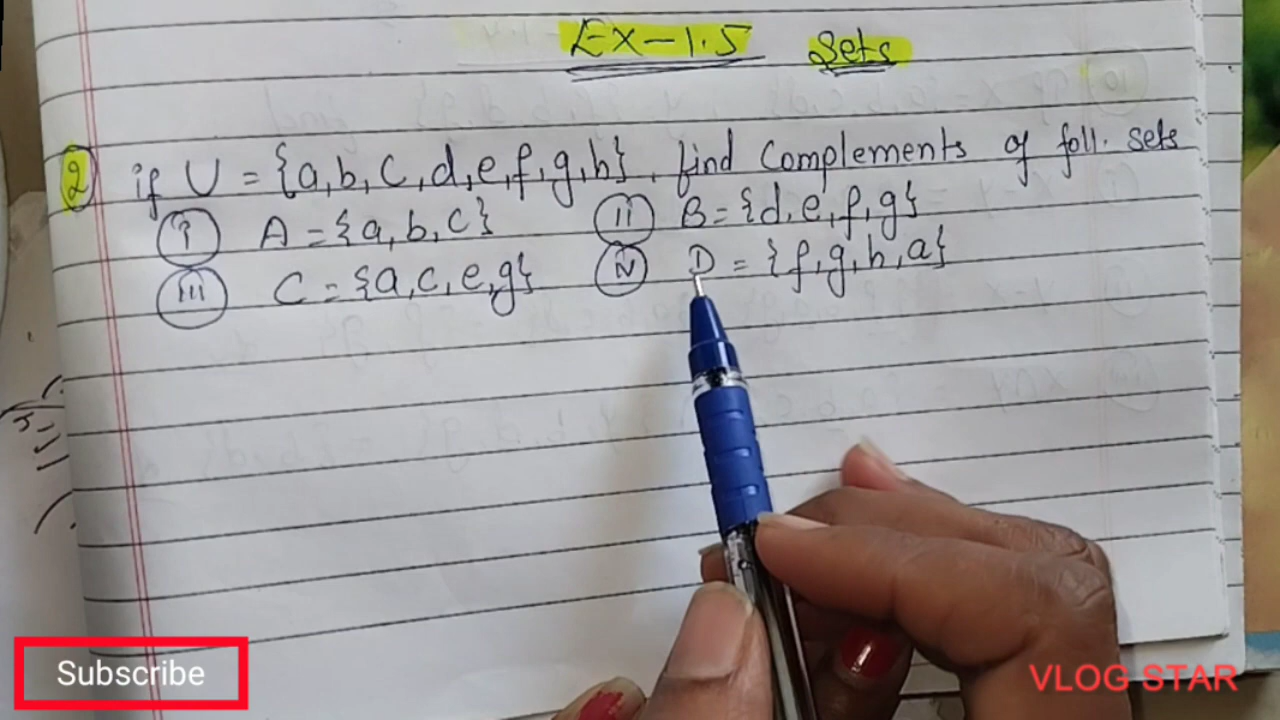 Ex-1.5 Sets
2 if U = {a,b,c,d,e,f,g,h}, find Complements of foll. sets
i A = {a,b,c} ii B = {d,e,f,g}
iii C = {a,c,e,g} iv D = {f,g,h,a}
Subscribe
VLOG STAR